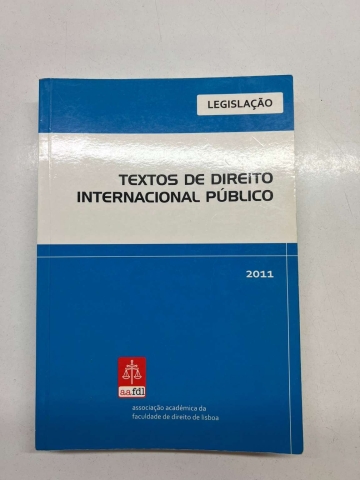 LEGISLAÇÃO
TEXTOS DE DIREITO
INTERNACIONAL PÚBLICO
2011
aafdl
associação académica da
faculdade de direito de lisboa